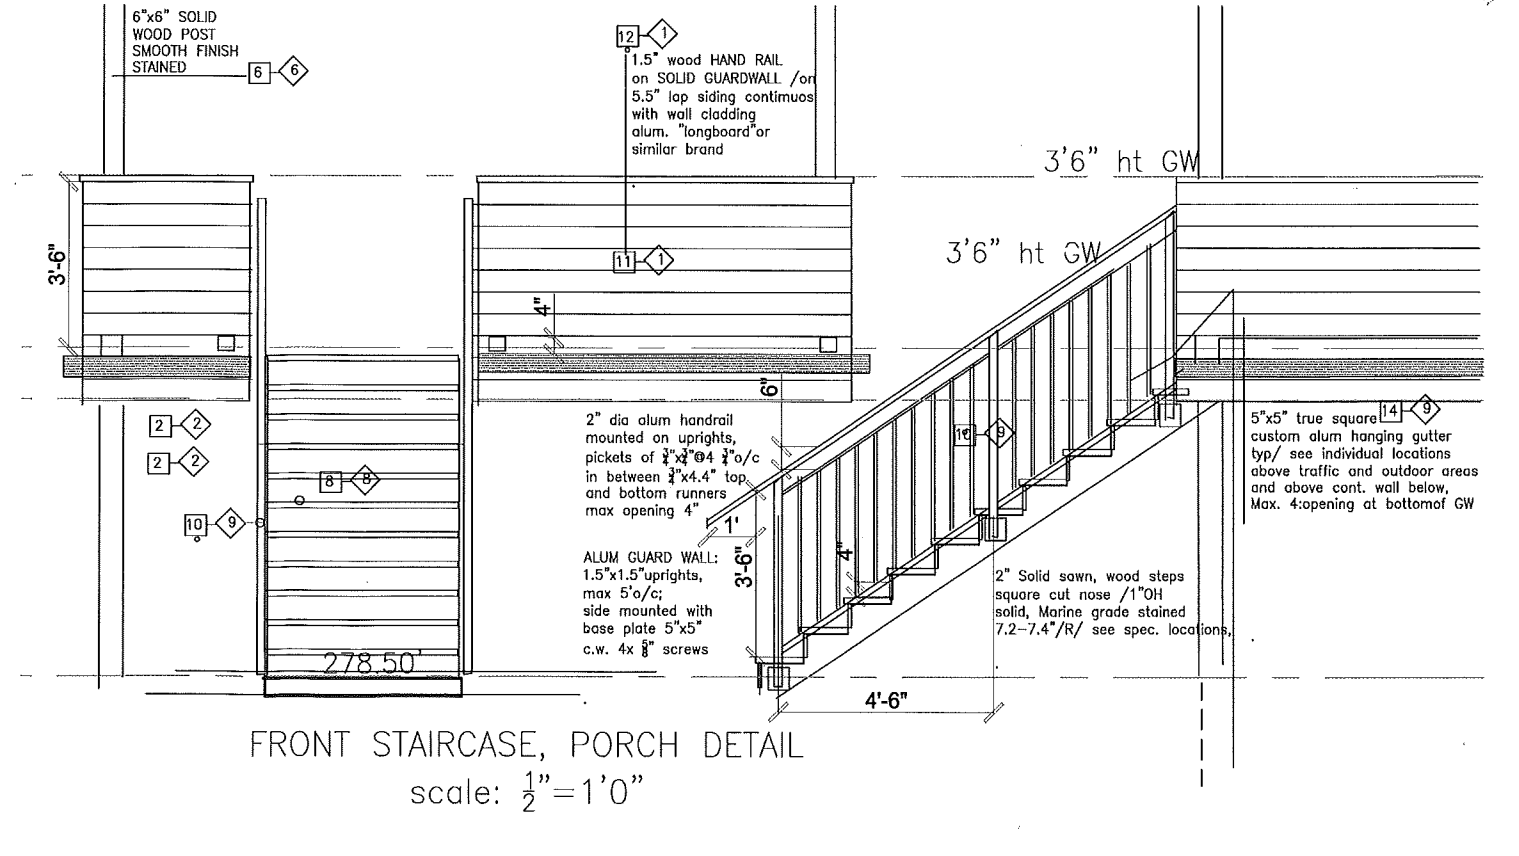 6"x6" SOLID
WOOD POST
SMOOTH FINISH
STAINED
6 6
12 1
1.5" wood HAND RAIL
on SOLID GUARDWALL /on
5.5" lap siding contimuos
with wall cladding
alum. "longboard"or
similar brand
3'6" ht GW
3'6" ht GW
3'-6"
11 1
4"
6"
2 2
2 2
8 8
10 9
2" dia alum handrail
mounted on uprights,
pickets of ¾"x¾"@4 ¾"o/c
in between ¾"x4.4" top
and bottom runners
max opening 4"
1'
9
14 9
5"x5" true square
custom alum hanging gutter
typ/ see individual locations
above traffic and outdoor areas
and above cont. wall below,
Max. 4:opening at bottomof GW
ALUM GUARD WALL:
1.5"x1.5"uprights,
max 5'o/c;
side mounted with
base plate 5"x5"
c.w. 4x ⅝" screws
3'-6"
4"
2" Solid sawn, wood steps
square cut nose /1"OH
solid, Marine grade stained
7.2-7.4"/R/ see spec. locations,
278.50'
4'-6"
FRONT STAIRCASE, PORCH DETAIL
scale: ½"=1'0"